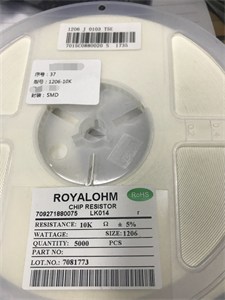 1206 J 0103 T5E
序号: 37
型号: 1206-10K
封装: SMD
ROYALOHM
RoHS
CHIP RESISTOR
709271880075 LK014 r
RESISTANCE: 10K Ω ± 5%
WATTAGE: SIZE: 1206
QUANTITY: 5000 PCS
PART NO:
LOT.NO.: 7081773